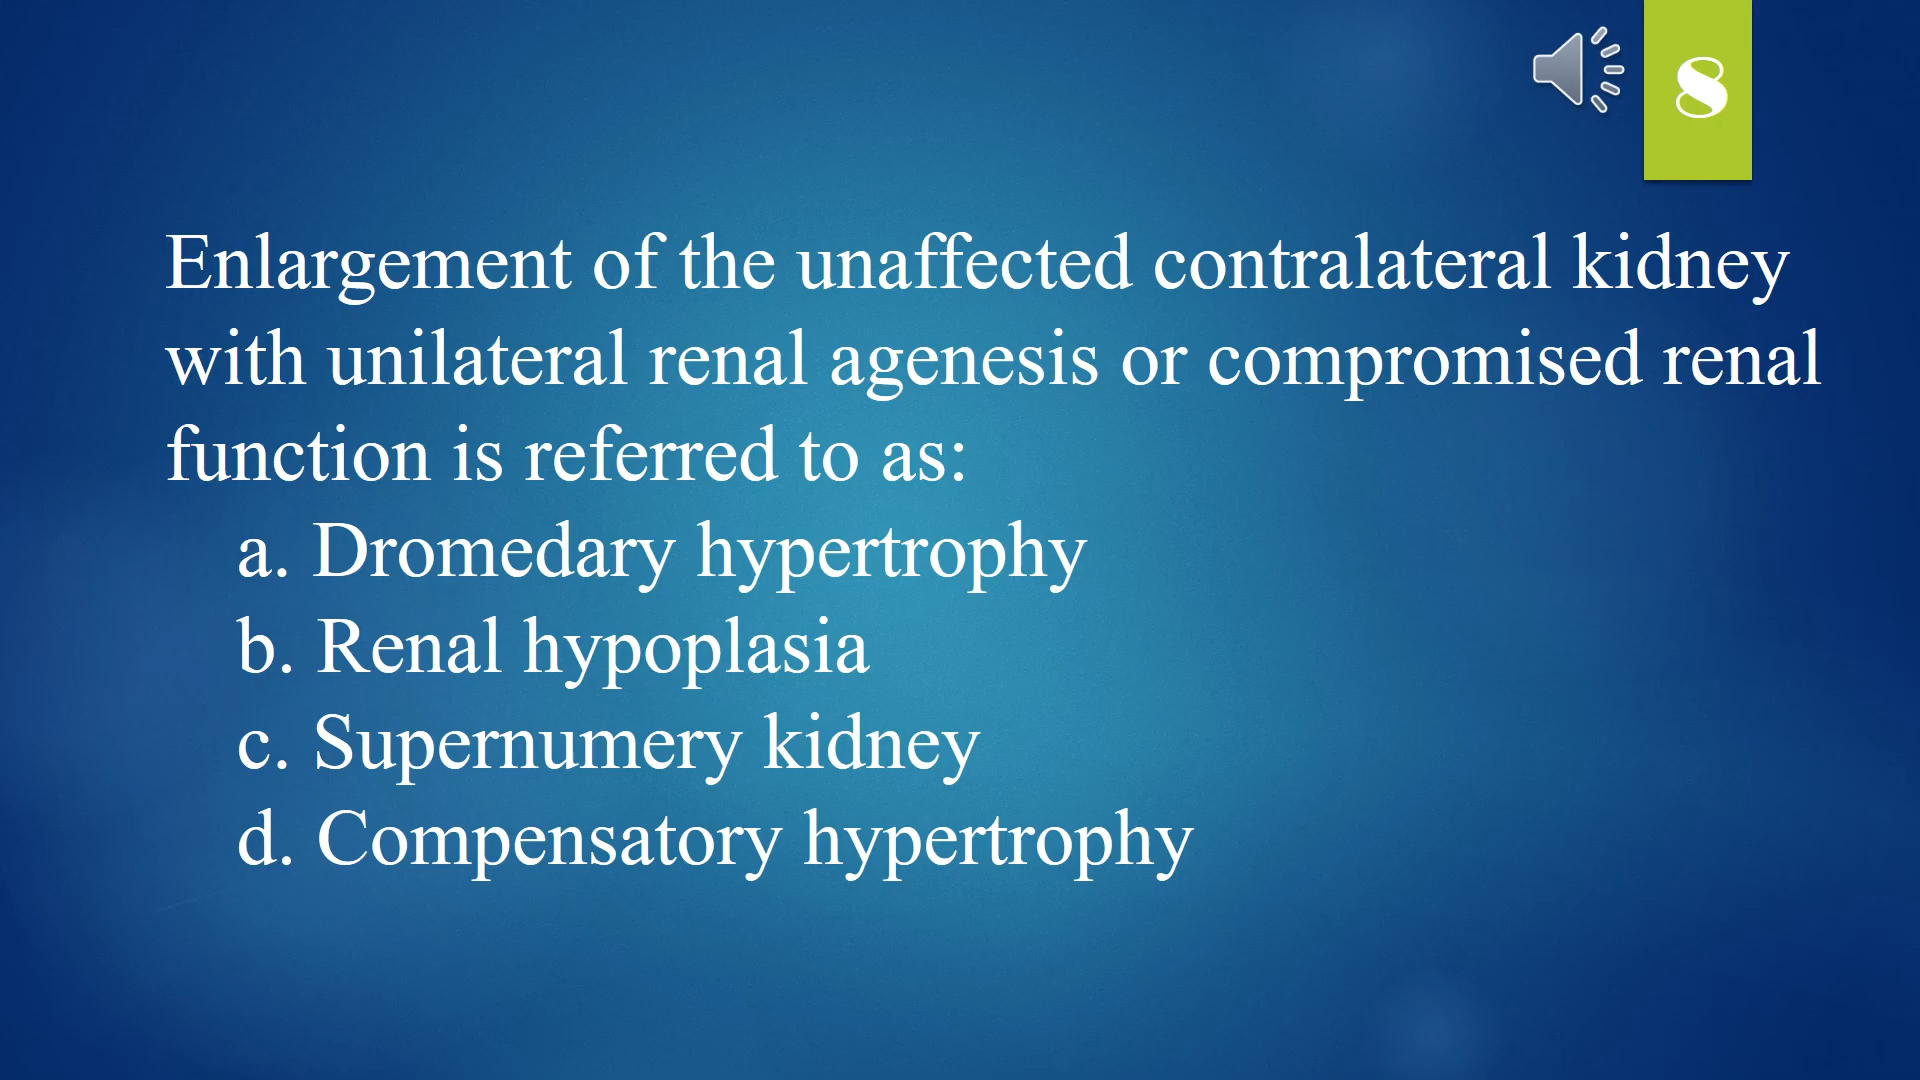 8
Enlargement of the unaffected contralateral kidney
with unilateral renal agenesis or compromised renal
function is referred to as:
a. Dromedary hypertrophy
b. Renal hypoplasia
c. Supernumery kidney
d. Compensatory hypertrophy